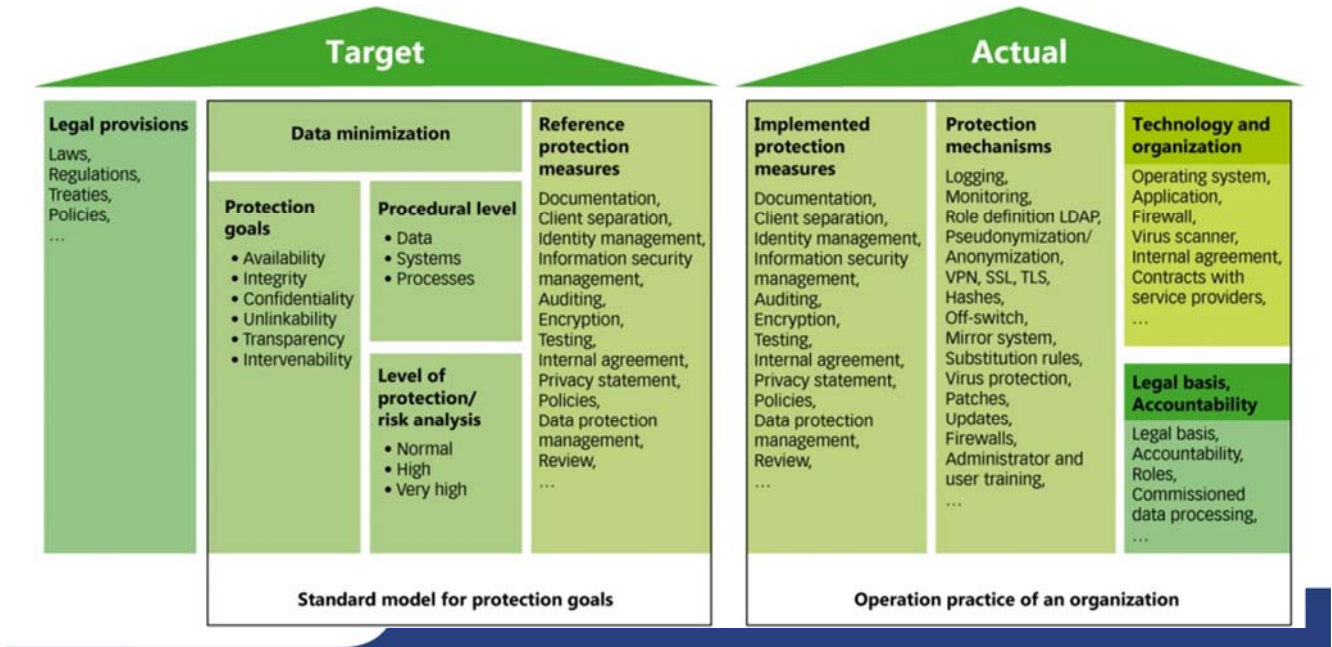 Target
Legal provisions
Laws,
Regulations,
Treaties,
Policies,
...
Data minimization
Protection
goals
• Availability
• Integrity
• Confidentiality
• Unlinkability
• Transparency
• Intervenability
Procedural level
• Data
• Systems
• Processes
Level of
protection/
risk analysis
• Normal
• High
• Very high
Reference
protection
measures
Documentation,
Client separation,
Identity management,
Information security
management,
Auditing,
Encryption,
Testing,
Internal agreement,
Privacy statement,
Policies,
Data protection
management,
Review,
...
Standard model for protection goals
Actual
Implemented
protection
measures
Documentation,
Client separation,
Identity management,
Information security
management,
Auditing,
Encryption,
Testing,
Internal agreement,
Privacy statement,
Policies,
Data protection
management,
Review,
...
Protection
mechanisms
Logging,
Monitoring,
Role definition LDAP,
Pseudonymization/
Anonymization,
VPN, SSL, TLS,
Hashes,
Off-switch,
Mirror system,
Substitution rules,
Virus protection,
Patches,
Updates,
Firewalls,
Administrator and
user training,
...
Technology and
organization
Operating system,
Application,
Firewall,
Virus scanner,
Internal agreement,
Contracts with
service providers,
...
Legal basis,
Accountability
Legal basis,
Accountability,
Roles,
Commissioned
data processing,
...
Operation practice of an organization